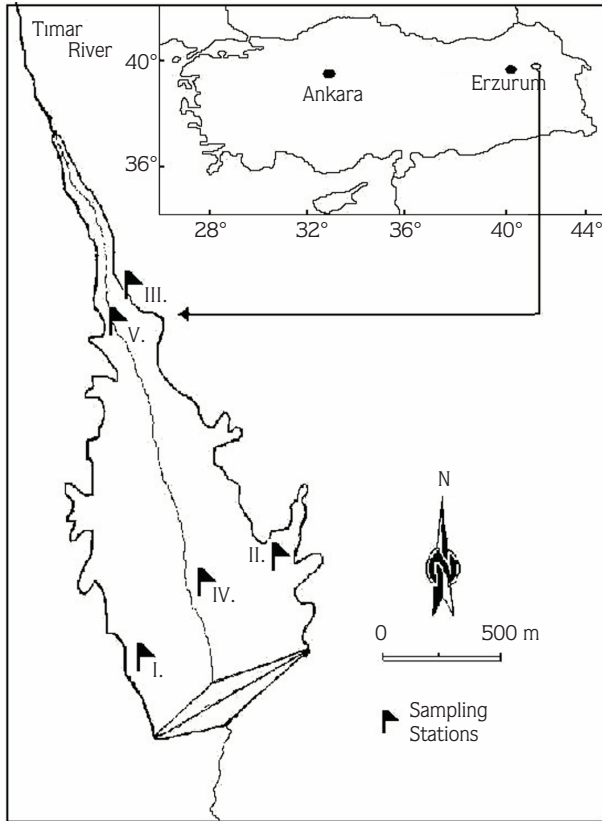 Tımar
River
40°
Ankara
Erzurum
36°
28°
32°
36°
40°
44°
III.
V.
N
II.
IV.
0
500 m
I.
Sampling
Stations